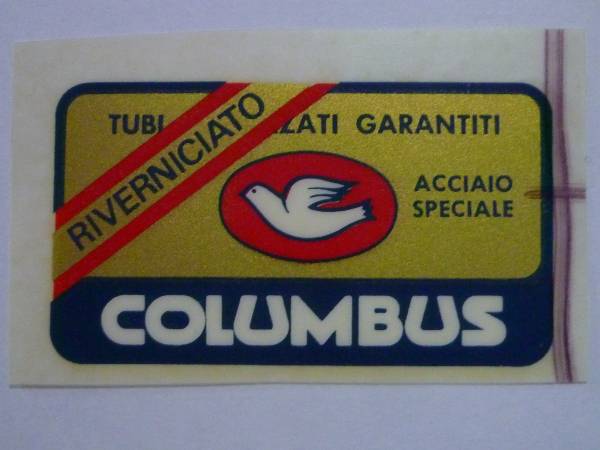 TUBI ZATI GARANTITI
RIVERNICIATO
ACCIAIO
SPECIALE
COLUMBUS